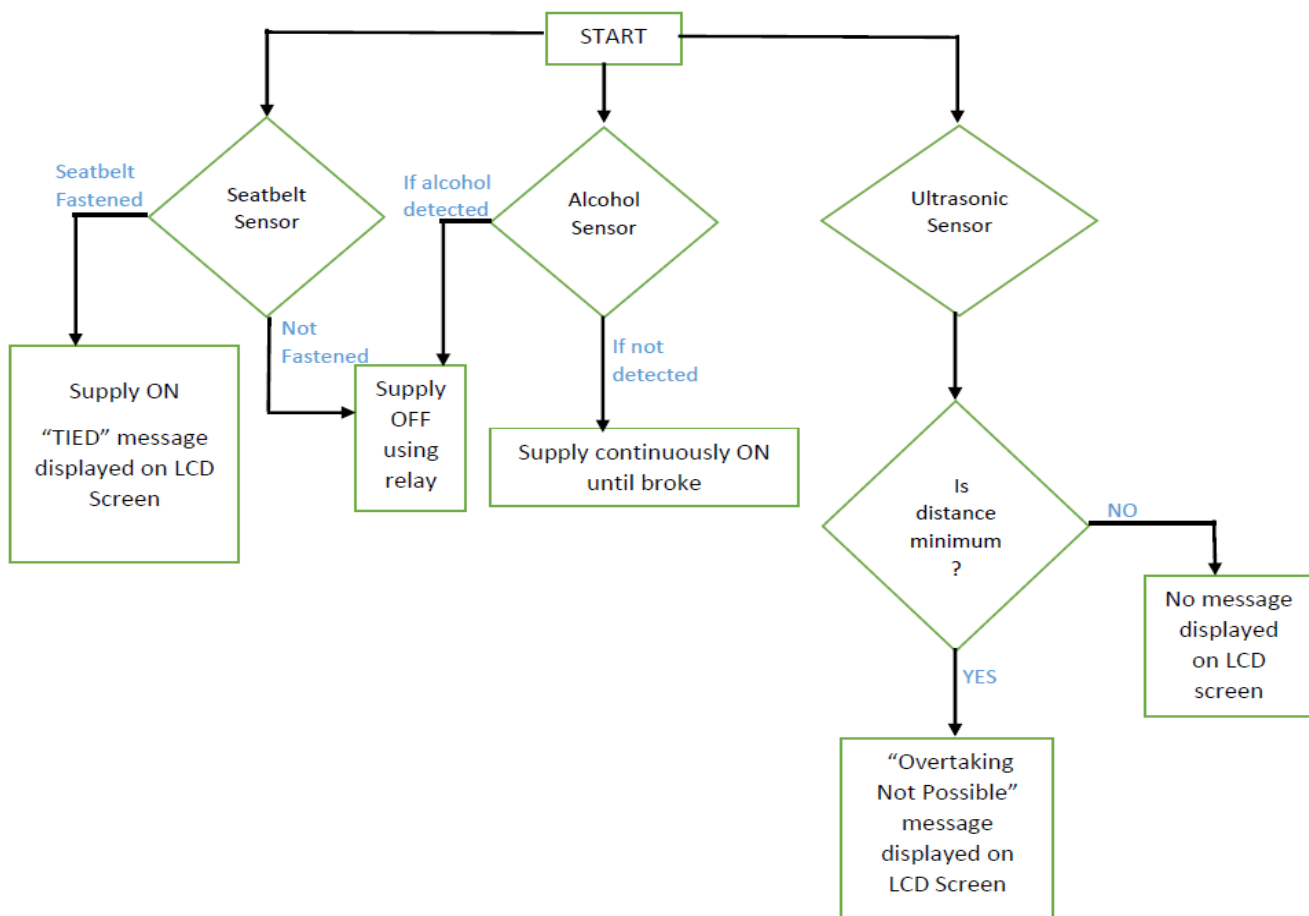 START
Seatbelt
Fastened
Seatbelt
Sensor
If alcohol
detected
Alcohol
Sensor
Ultrasonic
Sensor
Not
Fastened
If not
detected
Supply ON
“TIED” message
displayed on LCD
Screen
Supply
OFF
using
relay
Supply continuously ON
until broke
Is
distance
minimum
?
NO
No message
displayed
on LCD
screen
YES
“Overtaking
Not Possible”
message
displayed on
LCD Screen